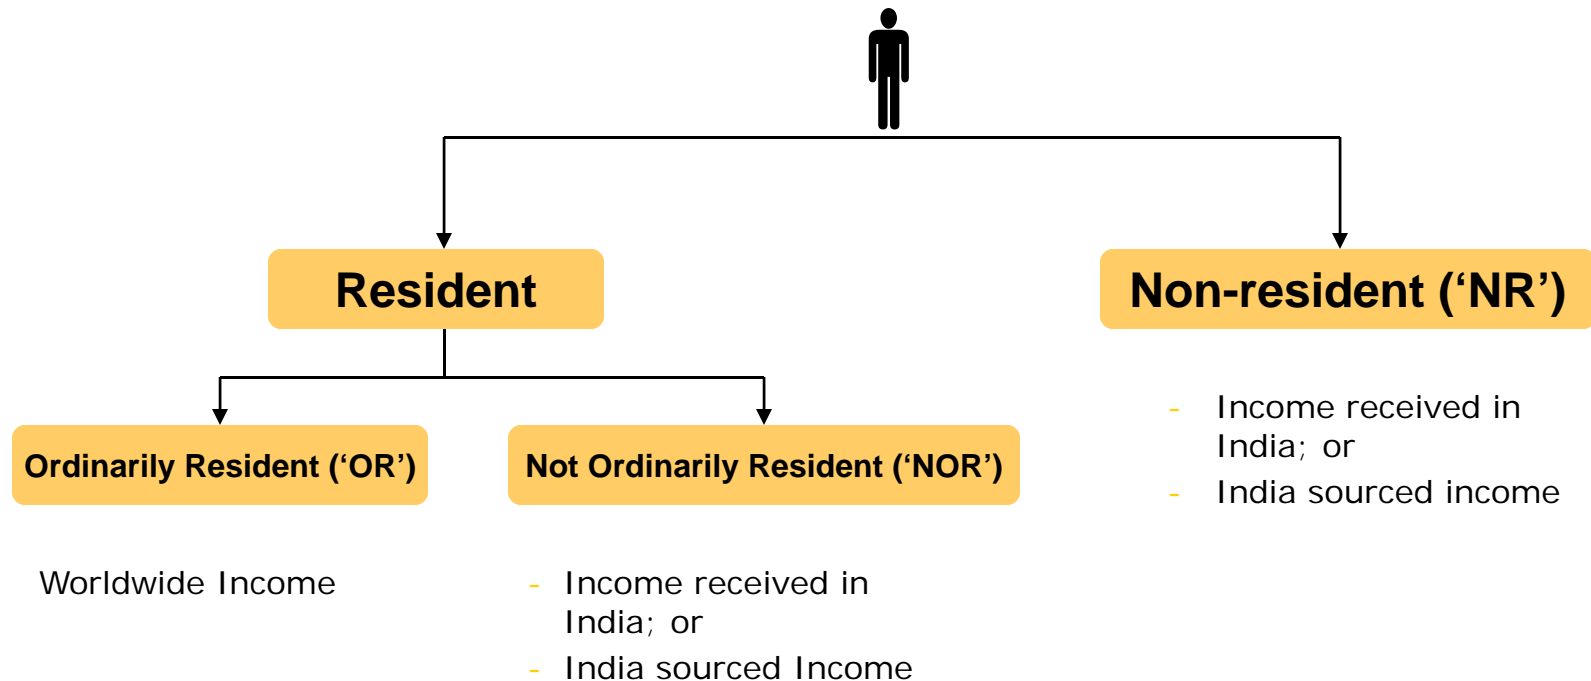 Resident
Non-resident (‘NR’)
Ordinarily Resident (‘OR’)
Not Ordinarily Resident (‘NOR’)
- Income received in
India; or
- India sourced income
Worldwide Income
- Income received in
India; or
- India sourced Income